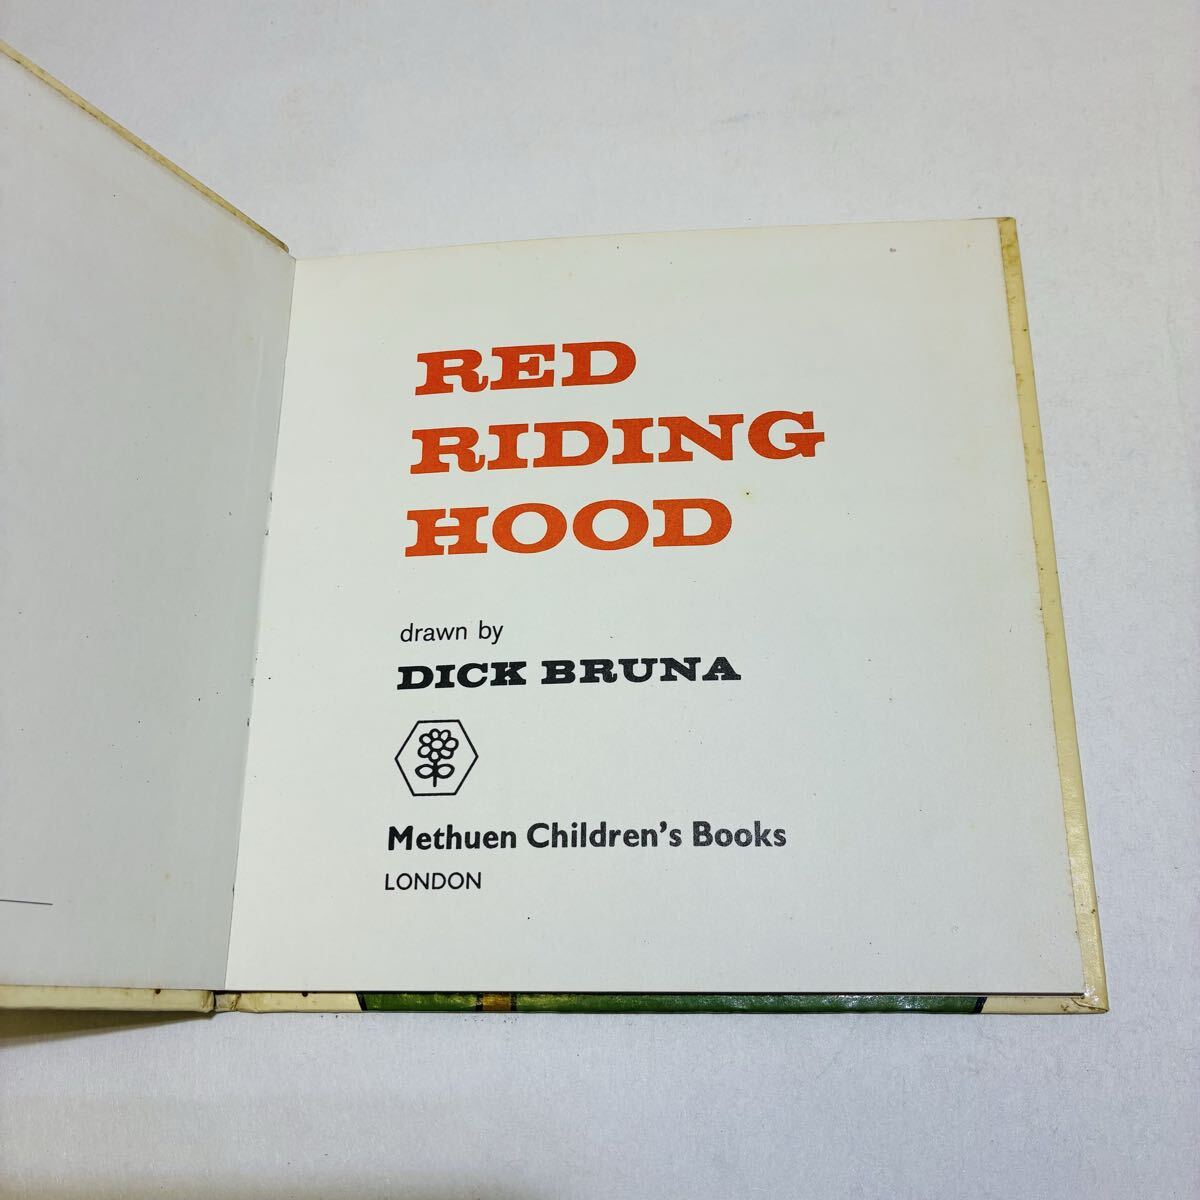 RED
RIDING
HOOD
drawn by
DICK BRUNA
Methuen Children's Books
LONDON